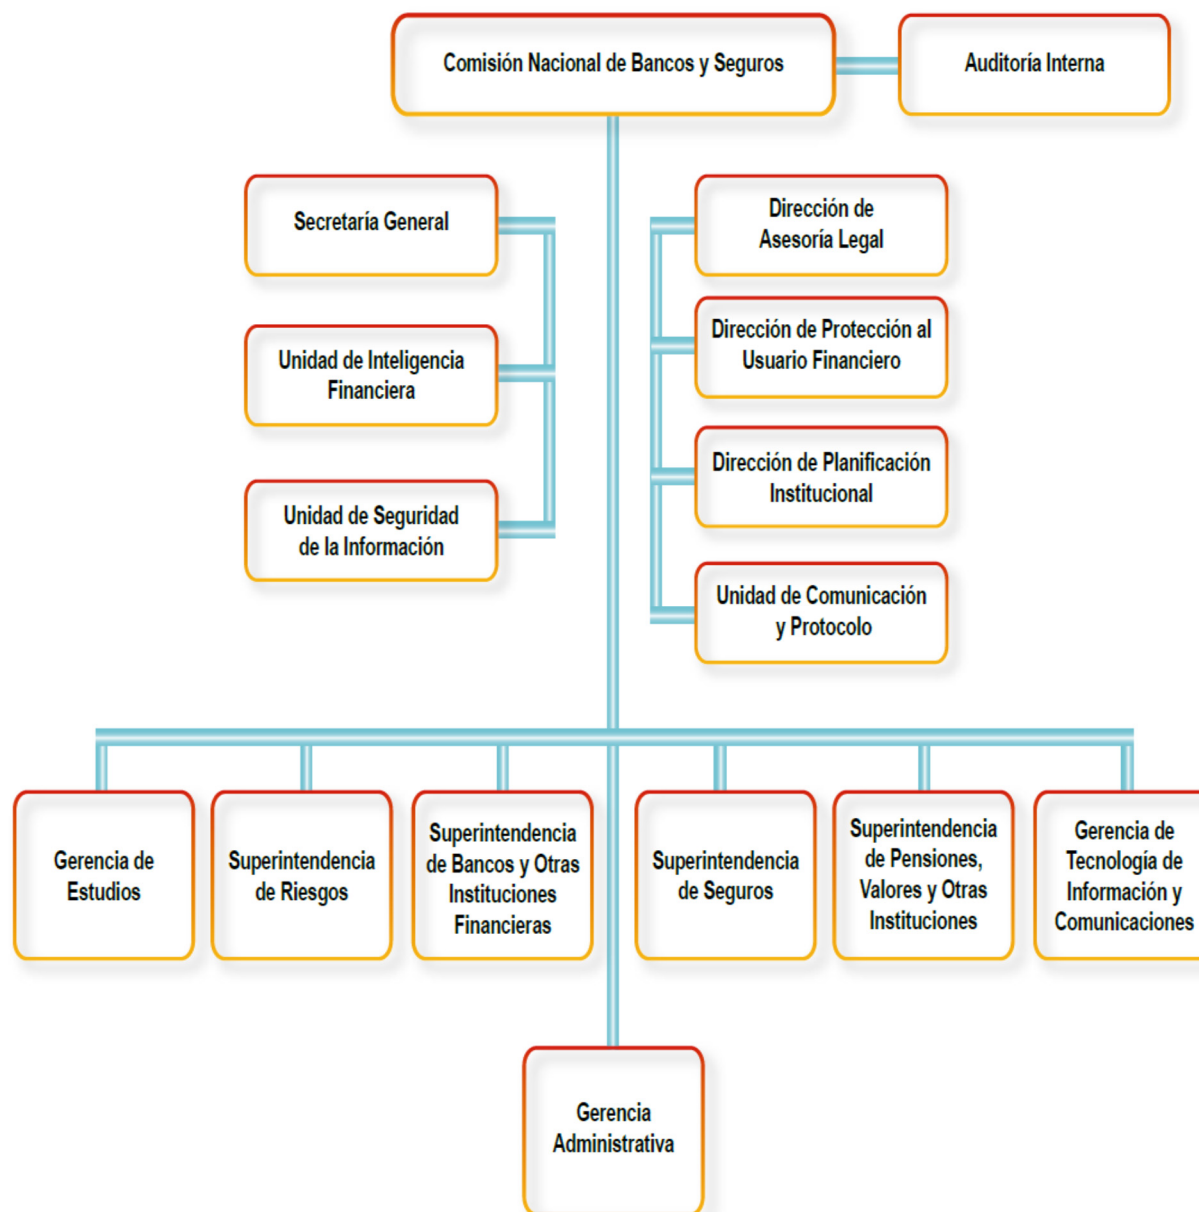 Comisión Nacional de Bancos y Seguros
Auditoría Interna
Secretaría General
Unidad de Inteligencia
Financiera
Unidad de Seguridad
de la Información
Dirección de
Asesoría Legal
Dirección de Protección al
Usuario Financiero
Dirección de Planificación
Institucional
Unidad de Comunicación
y Protocolo
Gerencia de
Estudios
Superintendencia
de Riesgos
Superintendencia
de Bancos y Otras
Instituciones
Financieras
Superintendencia
de Seguros
Superintendencia
de Pensiones,
Valores y Otras
Instituciones
Gerencia de
Tecnología de
Información y
Comunicaciones
Gerencia
Administrativa